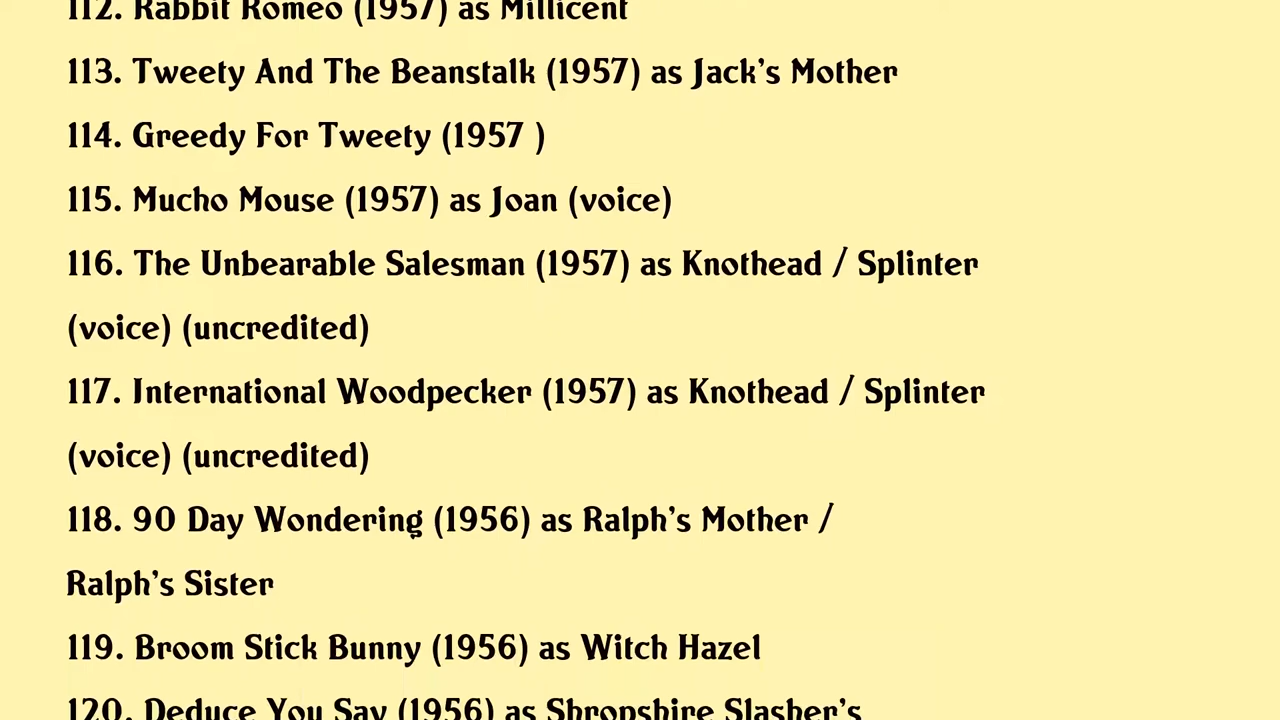 112. Rabbit Romeo (1957) as Millicent
113. Tweety And The Beanstalk (1957) as Jack's Mother
114. Greedy For Tweety (1957 )
115. Mucho Mouse (1957) as Joan (voice)
116. The Unbearable Salesman (1957) as Knothead / Splinter
(voice) (uncredited)
117. International Woodpecker (1957) as Knothead / Splinter
(voice) (uncredited)
118. 90 Day Wondering (1956) as Ralph's Mother /
Ralph's Sister
119. Broom Stick Bunny (1956) as Witch Hazel
120. Deduce You Say (1956) as Shropshire Slasher's